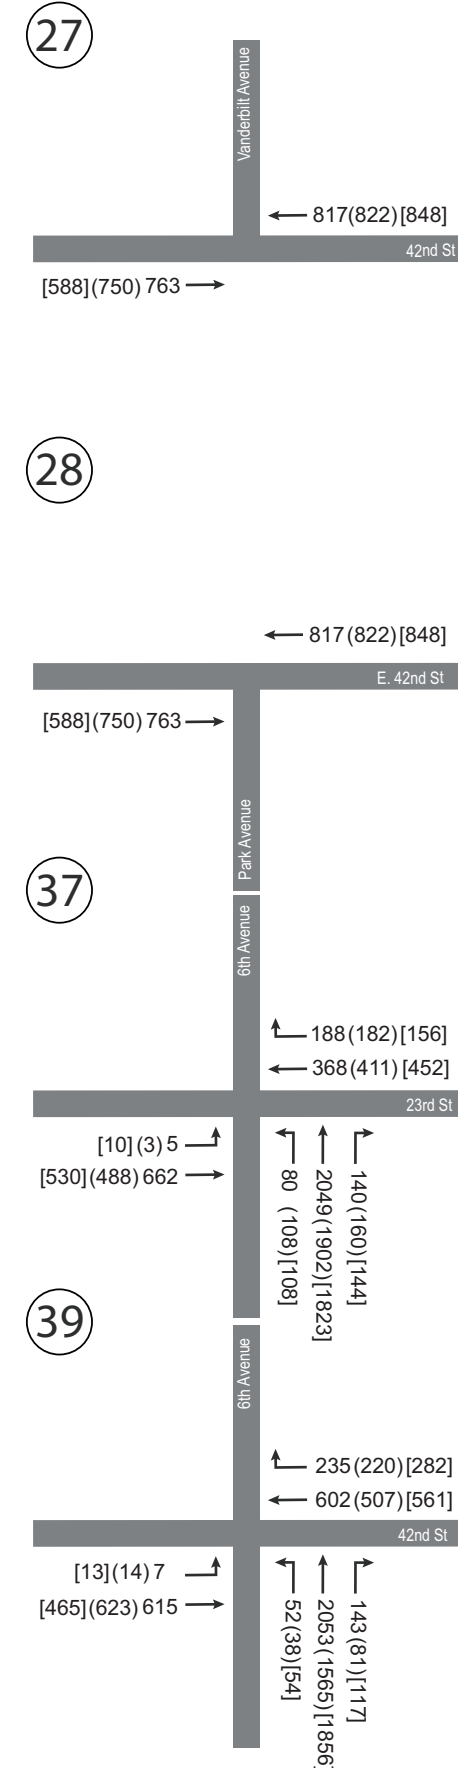 27
Vanderbilt Avenue
817(822)[848]
42nd St
[588](750) 763
28
817(822)[848]
E. 42nd St
[588](750) 763
Park Avenue
37
6th Avenue
188(182)[156]
368(411)[452]
23rd St
[10](3) 5
[530](488) 662
80 (108)[108]
2049(1902)[1823]
140(160)[144]
39
6th Avenue
235(220)[282]
602(507)[561]
42nd St
[13](14) 7
[465](623) 615
52(38)[54]
2053(1565)[1856]
143(81)[117]